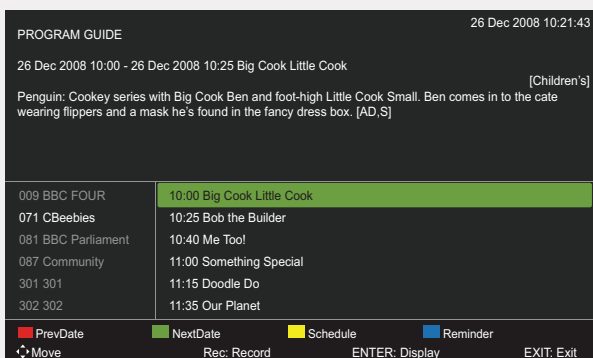 26 Dec 2008 10:21:43
PROGRAM GUIDE
26 Dec 2008 10:00 - 26 Dec 2008 10:25 Big Cook Little Cook
[Children's]
Penguin: Cookey series with Big Cook Ben and foot-high Little Cook Small. Ben comes in to the cate
wearing flippers and a mask he's found in the fancy dress box. [AD,S]
009 BBC FOUR 10:00 Big Cook Little Cook
071 CBeebies 10:25 Bob the Builder
081 BBC Parliament 10:40 Me Too!
087 Community 11:00 Something Special
301 301 11:15 Doodle Do
302 302 11:35 Our Planet
PrevDate NextDate Schedule Reminder
Move Rec: Record ENTER: Display EXIT: Exit